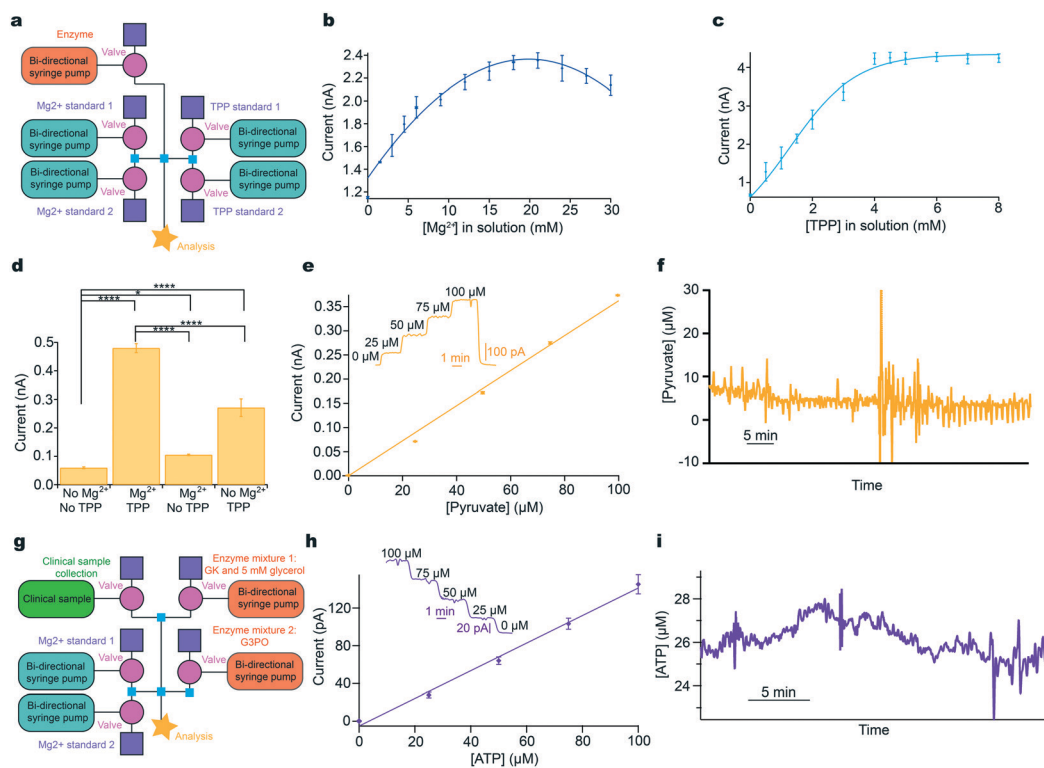 a
Enzyme
Valve
Bi-directional
syringe pump
Mg2+ standard 1
TPP standard 1
Valve
Valve
Bi-directional
syringe pump
Bi-directional
syringe pump
Bi-directional
syringe pump
Bi-directional
syringe pump
Valve
Valve
Mg2+ standard 2
TPP standard 2
Analysis
b
2.4
2.2
2.0
1.8
1.6
1.4
1.2
Current (nA)
0 5 10 15 20 25 30
[Mg²⁺] in solution (mM)
c
4
3
2
1
Current (nA)
0 2 4 6 8
[TPP] in solution (mM)
d
****
*
****
****
****
0.5
0.4
0.3
0.2
0.1
0.0
Current (nA)
No Mg²⁺ Mg²⁺ Mg²⁺ No Mg²⁺
No TPP TPP No TPP TPP
e
0.35
0.30
0.25
0.20
0.15
0.10
0.05
0.00
Current (nA)
100 µM
75 µM
50 µM
25 µM
0 µM
1 min
100 pA
0 20 40 60 80 100
[Pyruvate] (µM)
f
30
20
10
0
-10
[Pyruvate] (µM)
5 min
Time
g
Clinical sample
collection
Enzyme mixture 1:
GK and 5 mM glycerol
Valve
Valve
Clinical sample
Bi-directional
syringe pump
Mg2+ standard 1
Enzyme mixture 2:
G3PO
Valve
Valve
Bi-directional
syringe pump
Bi-directional
syringe pump
Bi-directional
syringe pump
Valve
Mg2+ standard 2
Analysis
h
120
80
40
0
Current (pA)
100 µM
75 µM
50 µM
25 µM
0 µM
1 min
20 pA
0 20 40 60 80 100
[ATP] (µM)
i
28
26
24
[ATP] (µM)
5 min
Time